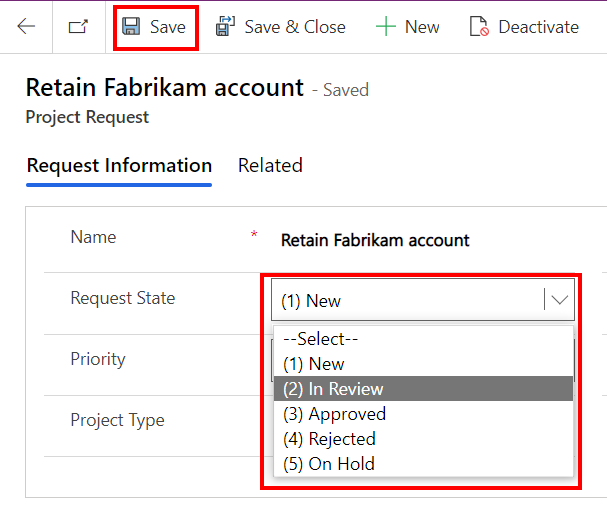 Save Save & Close New Deactivate
Retain Fabrikam account - Saved
Project Request
Request Information Related
Name * Retain Fabrikam account
Request State (1) New
--Select--
(1) New
Priority
(2) In Review
(3) Approved
Project Type
(4) Rejected
(5) On Hold